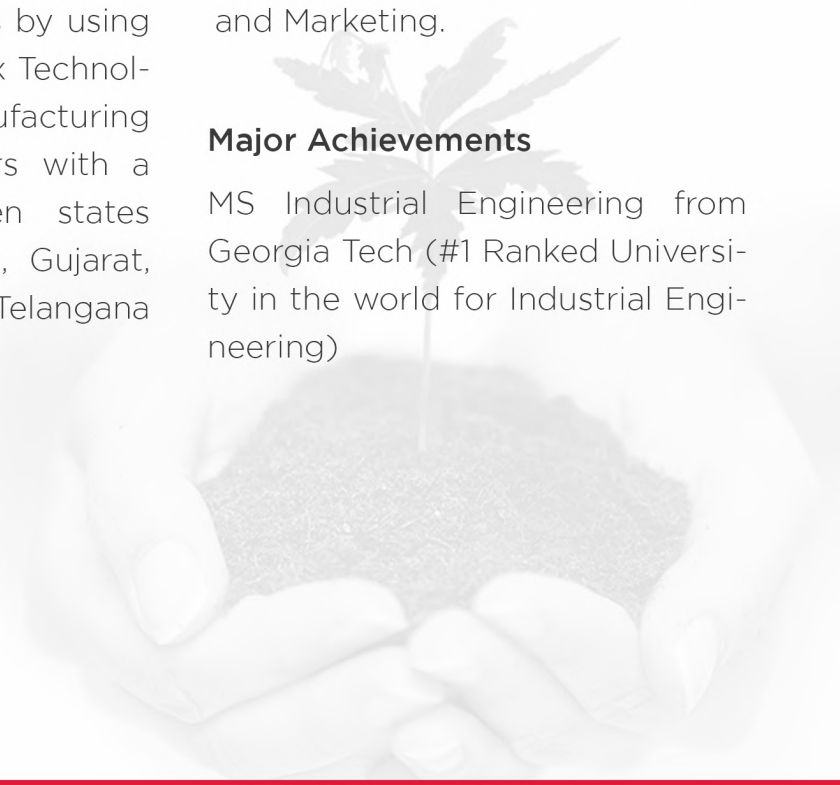 by using
Technol-
ufacturing
rs with a
en states
, Gujarat,
Telangana
and Marketing.
Major Achievements
MS Industrial Engineering from
Georgia Tech (#1 Ranked Universi-
ty in the world for Industrial Engi-
neering)